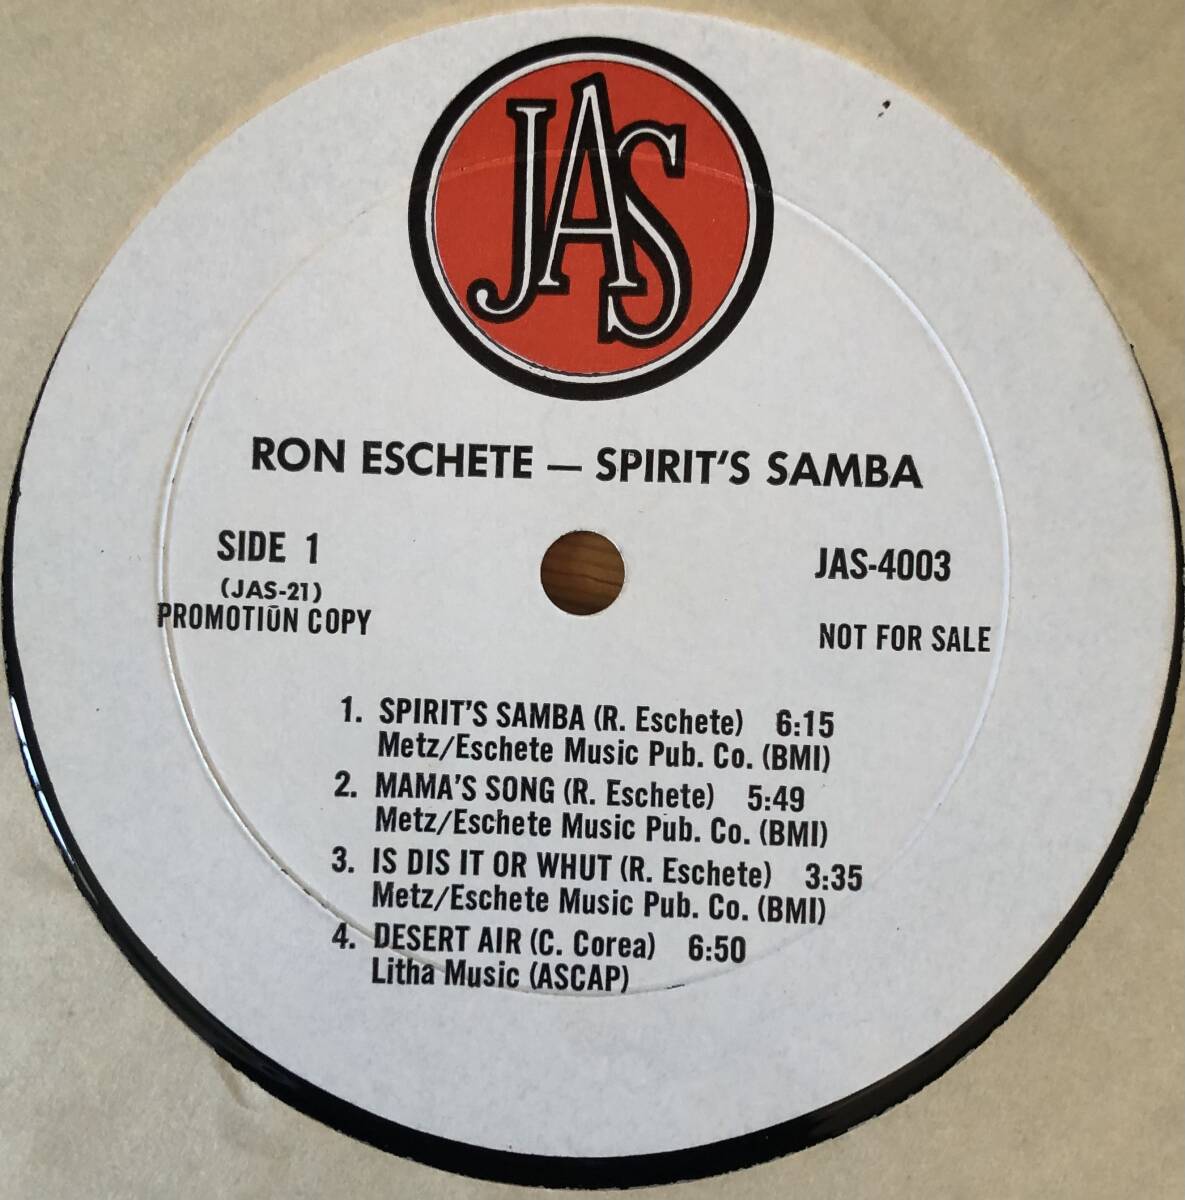 JAS
RON ESCHETE — SPIRIT'S SAMBA
SIDE 1
(JAS-21)
PROMOTION COPY
JAS-4003
NOT FOR SALE
1. SPIRIT'S SAMBA (R. Eschete) 6:15
Metz/Eschete Music Pub. Co. (BMI)
2. MAMA'S SONG (R. Eschete) 5:49
Metz/Eschete Music Pub. Co. (BMI)
3. IS DIS IT OR WHUT (R. Eschete) 3:35
Metz/Eschete Music Pub. Co. (BMI)
4. DESERT AIR (C. Corea) 6:50
Litha Music (ASCAP)